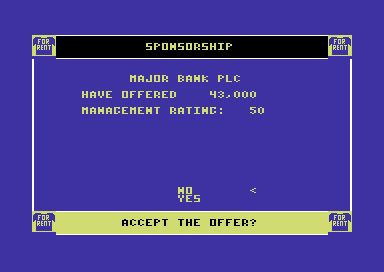 FOR RENT
SPONSORSHIP
FOR RENT
MAJOR BANK PLC
HAVE OFFERED 43,000
MANAGEMENT RATING: 50
NO <
YES
FOR RENT
ACCEPT THE OFFER?
FOR RENT